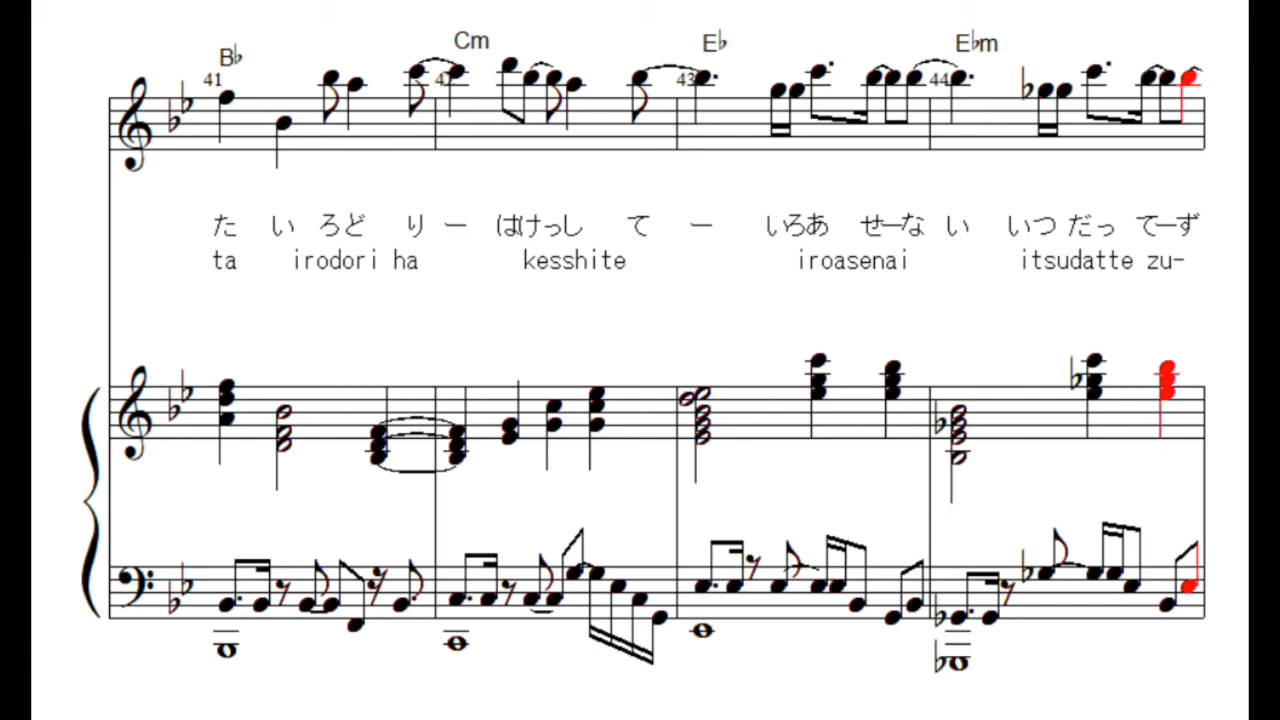 B♭ Cm E♭ E♭m
41 42 43 44
た い ろど り ー はけっし て ー いろあ せーな い いつ だっ てーず
ta irodori ha kesshite iroasenai itsudatte zu-